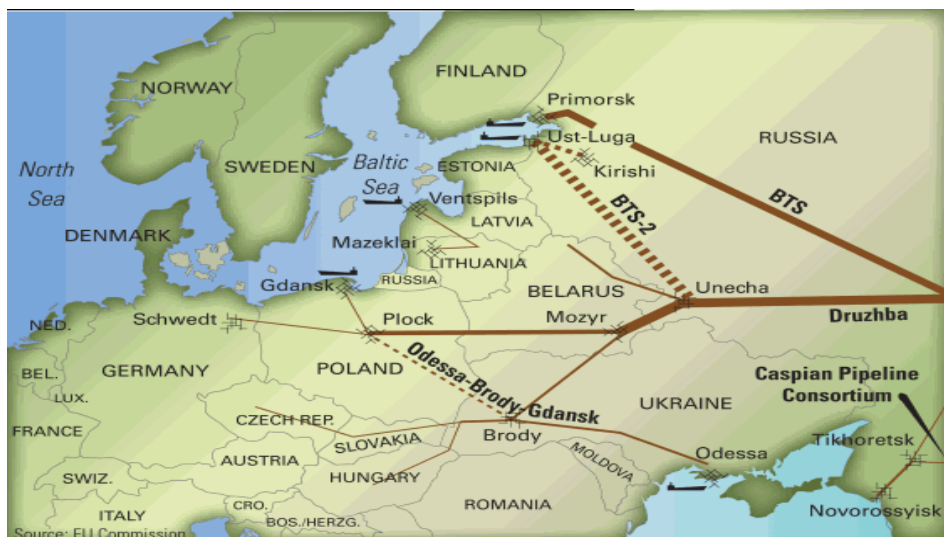 FINLAND
NORWAY
Primorsk
Ust-Luga
RUSSIA
North
Sea
SWEDEN
Baltic
Sea
ESTONIA
Kirishi
Ventspils
BTS-2
BTS
LATVIA
DENMARK
Mazeklai
LITHUANIA
RUSSIA
Gdansk
BELARUS
Unecha
Schwedt
Plock
Mozyr
Druzhba
NED.
Odessa-Brody-Gdansk
BEL.
GERMANY
POLAND
Caspian Pipeline
Consortium
LUX.
UKRAINE
FRANCE
CZECH REP.
Brody
Tikhoretsk
SLOVAKIA
AUSTRIA
Odessa
MOLDOVA
SWIZ.
HUNGARY
CRO.
ROMANIA
Novorossyisk
ITALY
BOS./HERZG.
Source: EU Commission